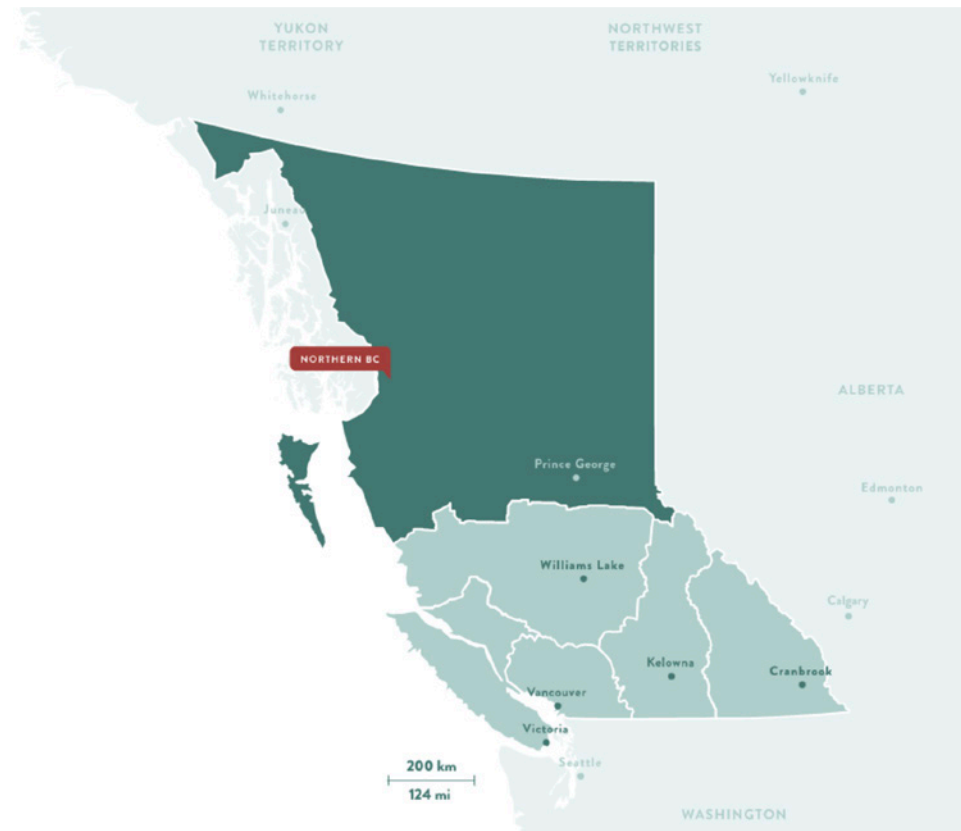 YUKON
TERRITORY
NORTHWEST
TERRITORIES
Yellowknife
Whitehorse
Juneau
NORTHERN BC
ALBERTA
Prince George
Edmonton
Williams Lake
Calgary
Kelowna
Cranbrook
Vancouver
Victoria
Seattle
200 km
124 mi
WASHINGTON